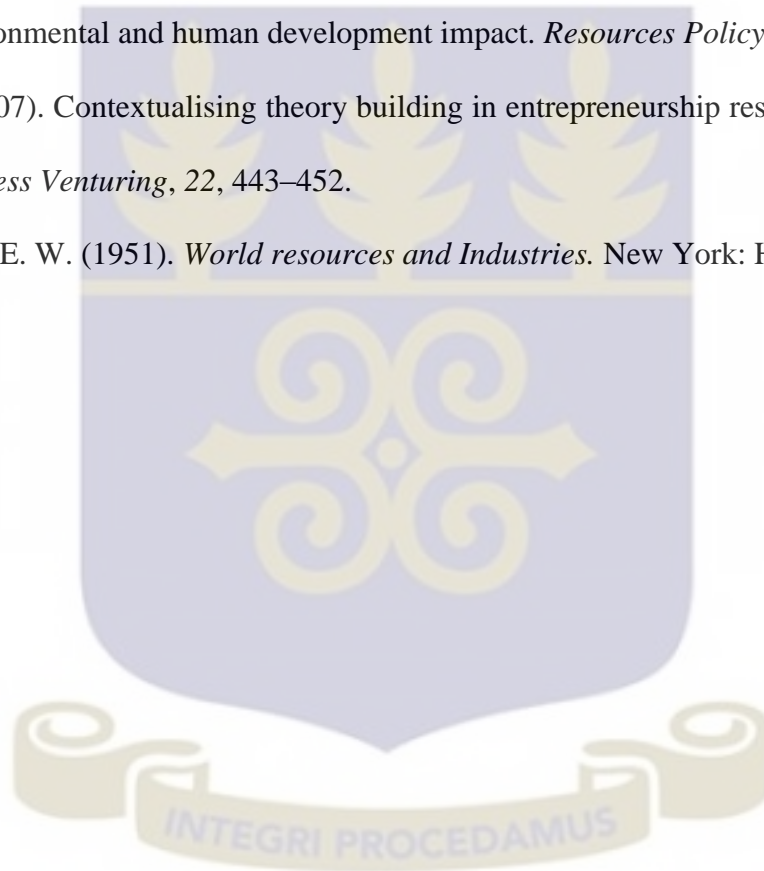 onmental and human development impact. Resources Policy
07). Contextualising theory building in entrepreneurship res
ess Venturing, 22, 443–452.
E. W. (1951). World resources and Industries. New York: H
INTEGRI PROCEDAMUS